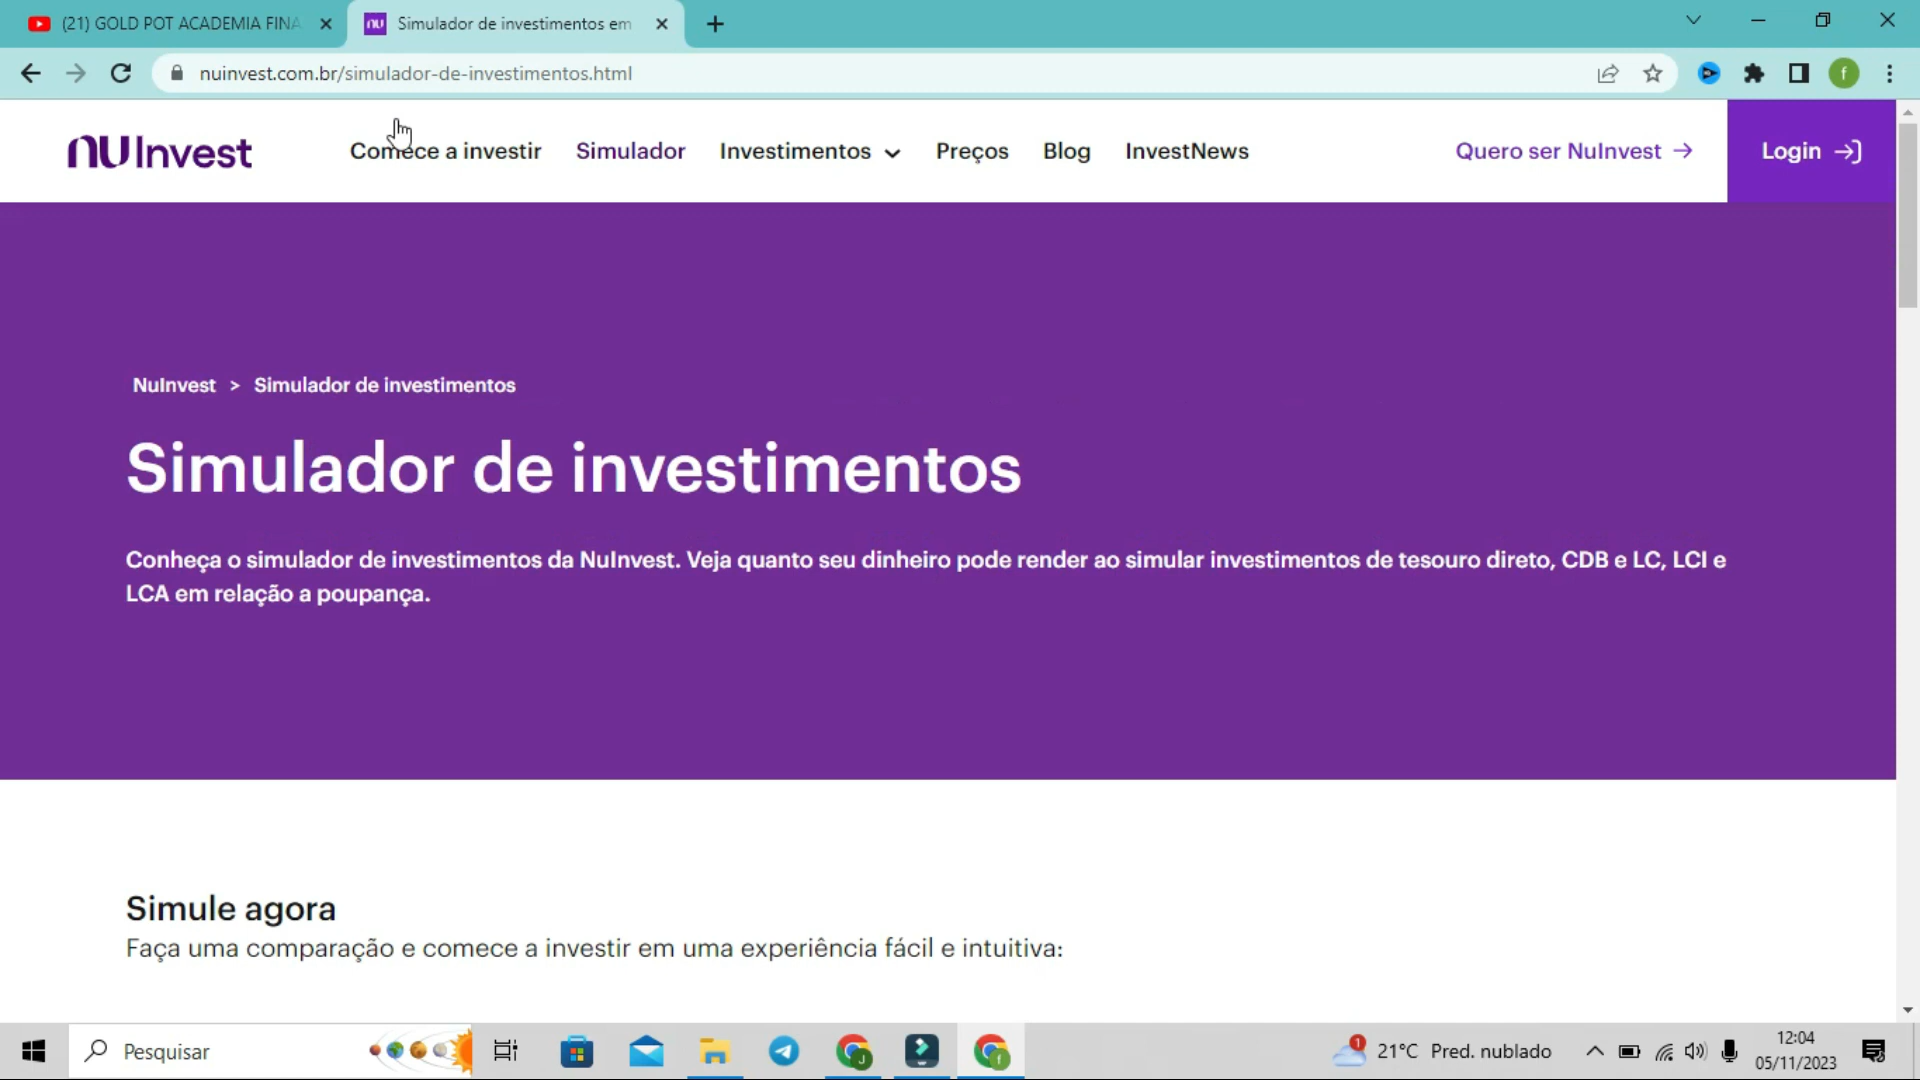 (21) GOLD POT ACADEMIA FINA
Simulador de investimentos em
nuinvest.com.br/simulador-de-investimentos.html
f
nuInvest
Comece a investir
Simulador
Investimentos
Preços
Blog
InvestNews
Quero ser NuInvest →
Login
NuInvest > Simulador de investimentos
Simulador de investimentos
Conheça o simulador de investimentos da NuInvest. Veja quanto seu dinheiro pode render ao simular investimentos de tesouro direto, CDB e LC, LCI e
LCA em relação a poupança.
Simule agora
Faça uma comparação e comece a investir em uma experiência fácil e intuitiva:
Pesquisar
J
f
1
21°C Pred. nublado
12:04
05/11/2023